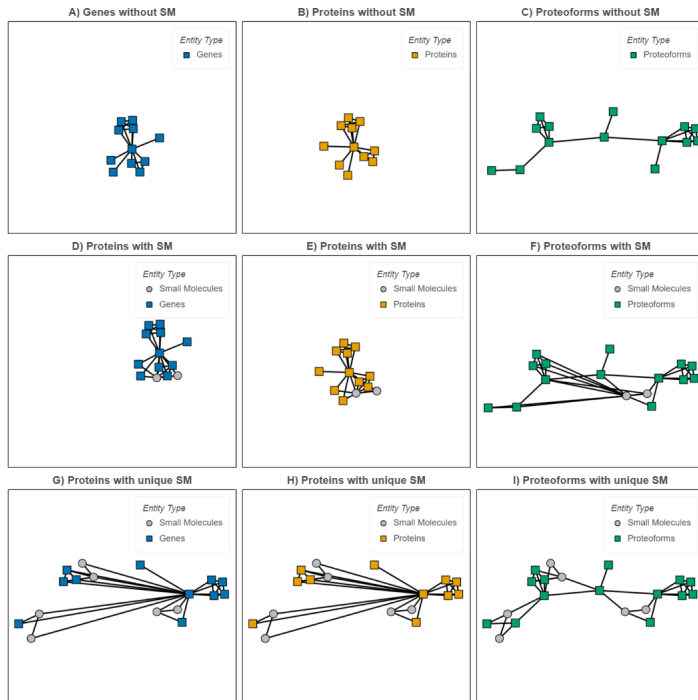 A) Genes without SM
Entity Type
Genes
B) Proteins without SM
Entity Type
Proteins
C) Proteoforms without SM
Entity Type
Proteoforms
D) Proteins with SM
Entity Type
Small Molecules
Genes
E) Proteins with SM
Entity Type
Small Molecules
Proteins
F) Proteoforms with SM
Entity Type
Small Molecules
Proteoforms
G) Proteins with unique SM
Entity Type
Small Molecules
Genes
H) Proteins with unique SM
Entity Type
Small Molecules
Proteins
I) Proteoforms with unique SM
Entity Type
Small Molecules
Proteoforms